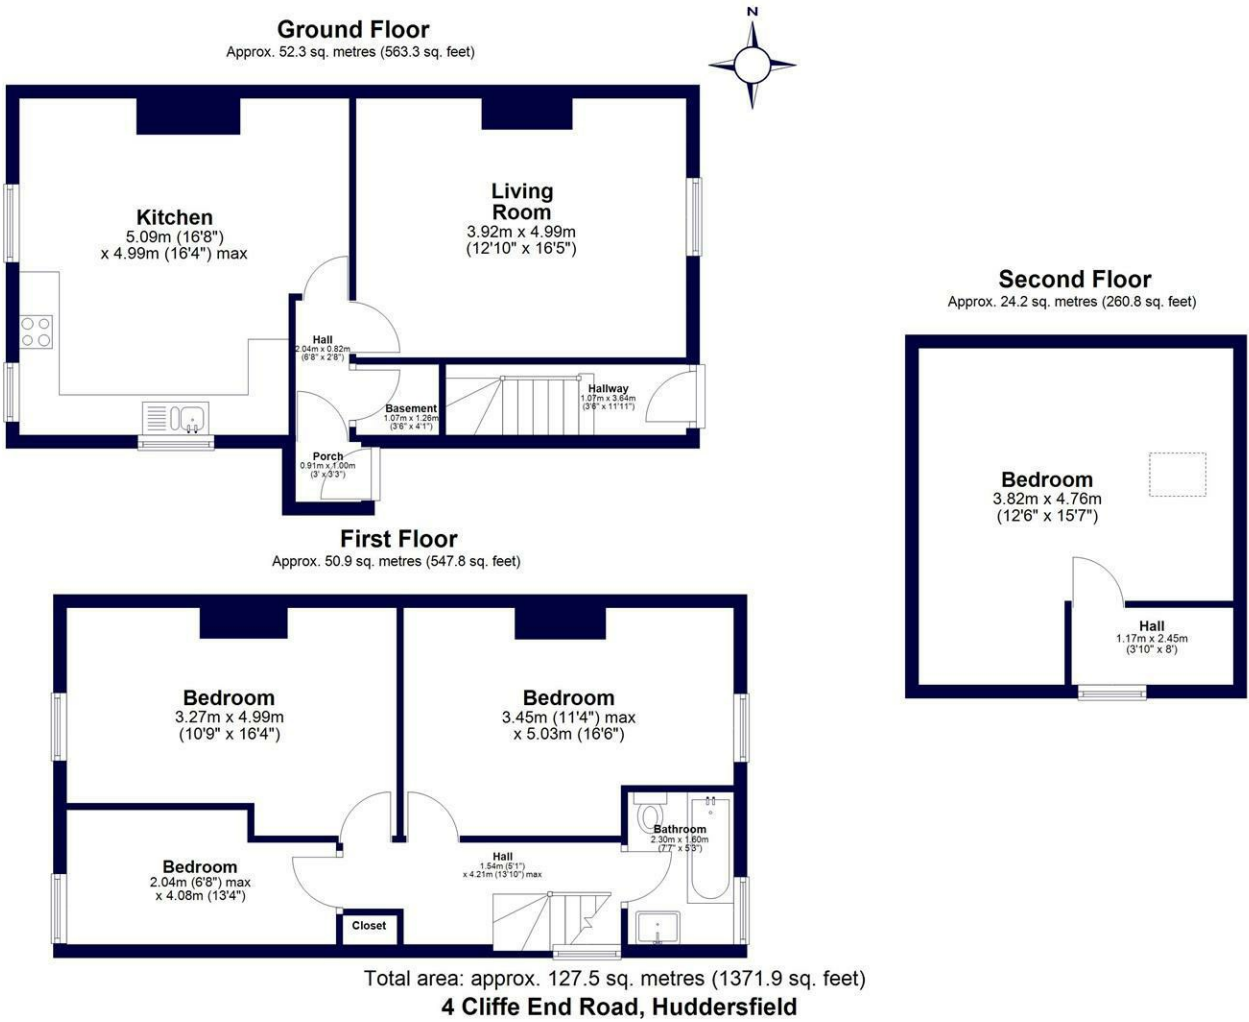 Ground Floor
Approx. 52.3 sq. metres (563.3 sq. feet)
N
Kitchen
5.09m (16'8")
x 4.99m (16'4") max
Living
Room
3.92m x 4.99m
(12'10" x 16'5")
Hall
2.04m x 0.82m
(6'8" x 2'8")
Basement
1.07m x 1.26m
(3'6" x 4'1")
Hallway
1.07m x 3.64m
(3'6" x 11'11")
Porch
0.91m x 1.00m
(3' x 3'3")
Second Floor
Approx. 24.2 sq. metres (260.8 sq. feet)
Bedroom
3.82m x 4.76m
(12'6" x 15'7")
Hall
1.17m x 2.45m
(3'10" x 8')
First Floor
Approx. 50.9 sq. metres (547.8 sq. feet)
Bedroom
3.27m x 4.99m
(10'9" x 16'4")
Bedroom
3.45m (11'4") max
x 5.03m (16'6")
Bedroom
2.04m (6'8") max
x 4.08m (13'4")
Hall
1.54m (5'1")
x 4.21m (13'10") max
Bathroom
2.30m x 1.60m
(7'7" x 5'3")
Closet
Total area: approx. 127.5 sq. metres (1371.9 sq. feet)
4 Cliffe End Road, Huddersfield